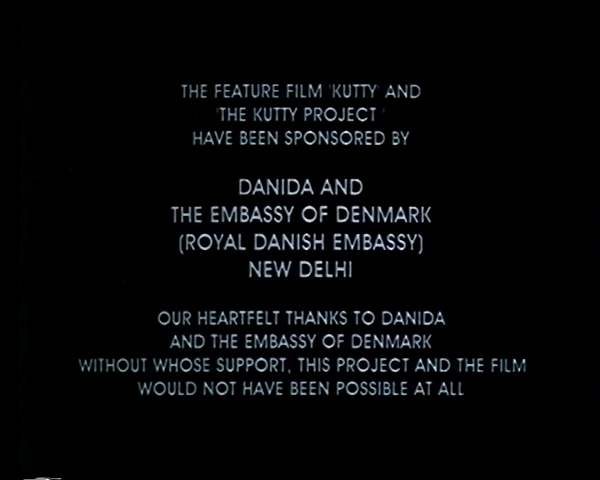 THE FEATURE FILM 'KUTTY' AND
'THE KUTTY PROJECT '
HAVE BEEN SPONSORED BY
DANIDA AND
THE EMBASSY OF DENMARK
(ROYAL DANISH EMBASSY)
NEW DELHI
OUR HEARTFELT THANKS TO DANIDA
AND THE EMBASSY OF DENMARK
WITHOUT WHOSE SUPPORT, THIS PROJECT AND THE FILM
WOULD NOT HAVE BEEN POSSIBLE AT ALL